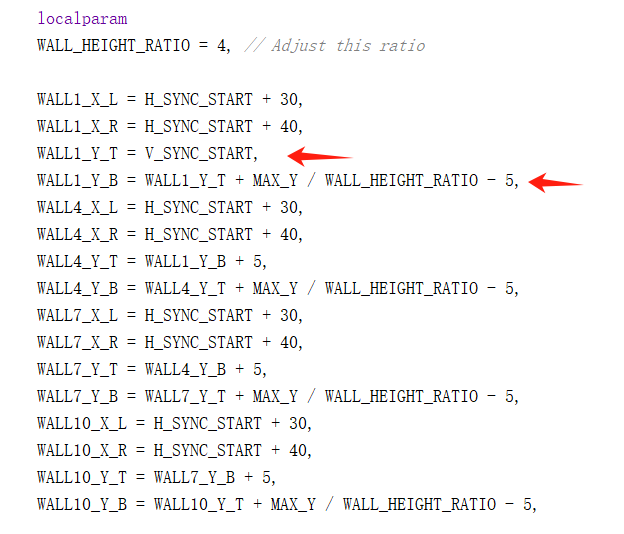 localparam
WALL_HEIGHT_RATIO = 4, // Adjust this ratio
WALL1_X_L = H_SYNC_START + 30,
WALL1_X_R = H_SYNC_START + 40,
WALL1_Y_T = V_SYNC_START,
WALL1_Y_B = WALL1_Y_T + MAX_Y / WALL_HEIGHT_RATIO - 5,
WALL4_X_L = H_SYNC_START + 30,
WALL4_X_R = H_SYNC_START + 40,
WALL4_Y_T = WALL1_Y_B + 5,
WALL4_Y_B = WALL4_Y_T + MAX_Y / WALL_HEIGHT_RATIO - 5,
WALL7_X_L = H_SYNC_START + 30,
WALL7_X_R = H_SYNC_START + 40,
WALL7_Y_T = WALL4_Y_B + 5,
WALL7_Y_B = WALL7_Y_T + MAX_Y / WALL_HEIGHT_RATIO - 5,
WALL10_X_L = H_SYNC_START + 30,
WALL10_X_R = H_SYNC_START + 40,
WALL10_Y_T = WALL7_Y_B + 5,
WALL10_Y_B = WALL10_Y_T + MAX_Y / WALL_HEIGHT_RATIO - 5,